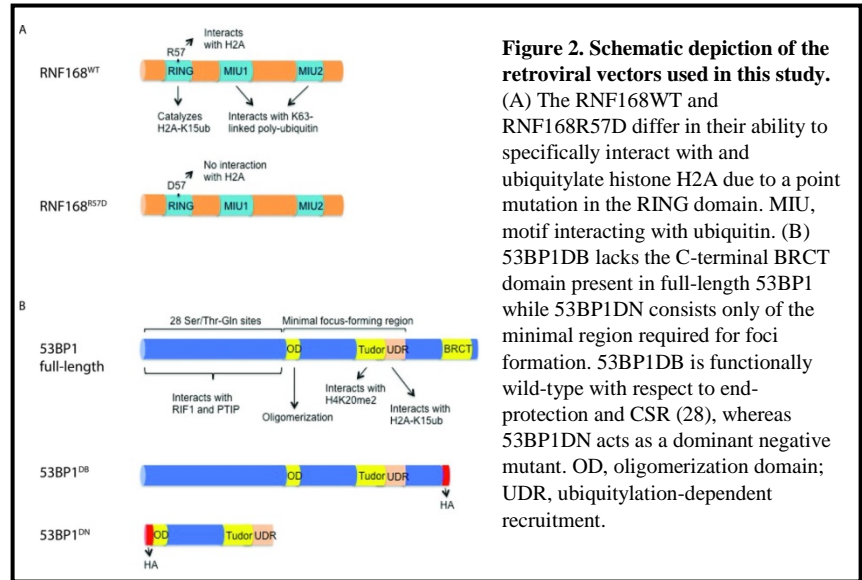 A
Interacts
with H2A
R57
RNF168WT
RING
MIU1
MIU2
Catalyzes
H2A-K15ub
Interacts with K63-
linked poly-ubiquitin
No interaction
with H2A
D57
RNF168R57D
RING
MIU1
MIU2
B
28 Ser/Thr-Gln sites
Minimal focus-forming region
53BP1
full-length
OD
Tudor
UDR
BRCT
Interacts with
RIF1 and PTIP
Oligomerization
Interacts with
H4K20me2
Interacts with
H2A-K15ub
53BP1DB
OD
Tudor
UDR
HA
53BP1DN
OD
Tudor
UDR
HA
Figure 2. Schematic depiction of the
retroviral vectors used in this study.
(A) The RNF168WT and
RNF168R57D differ in their ability to
specifically interact with and
ubiquitylate histone H2A due to a point
mutation in the RING domain. MIU,
motif interacting with ubiquitin. (B)
53BP1DB lacks the C-terminal BRCT
domain present in full-length 53BP1
while 53BP1DN consists only of the
minimal region required for foci
formation. 53BP1DB is functionally
wild-type with respect to end-
protection and CSR (28), whereas
53BP1DN acts as a dominant negative
mutant. OD, oligomerization domain;
UDR, ubiquitylation-dependent
recruitment.